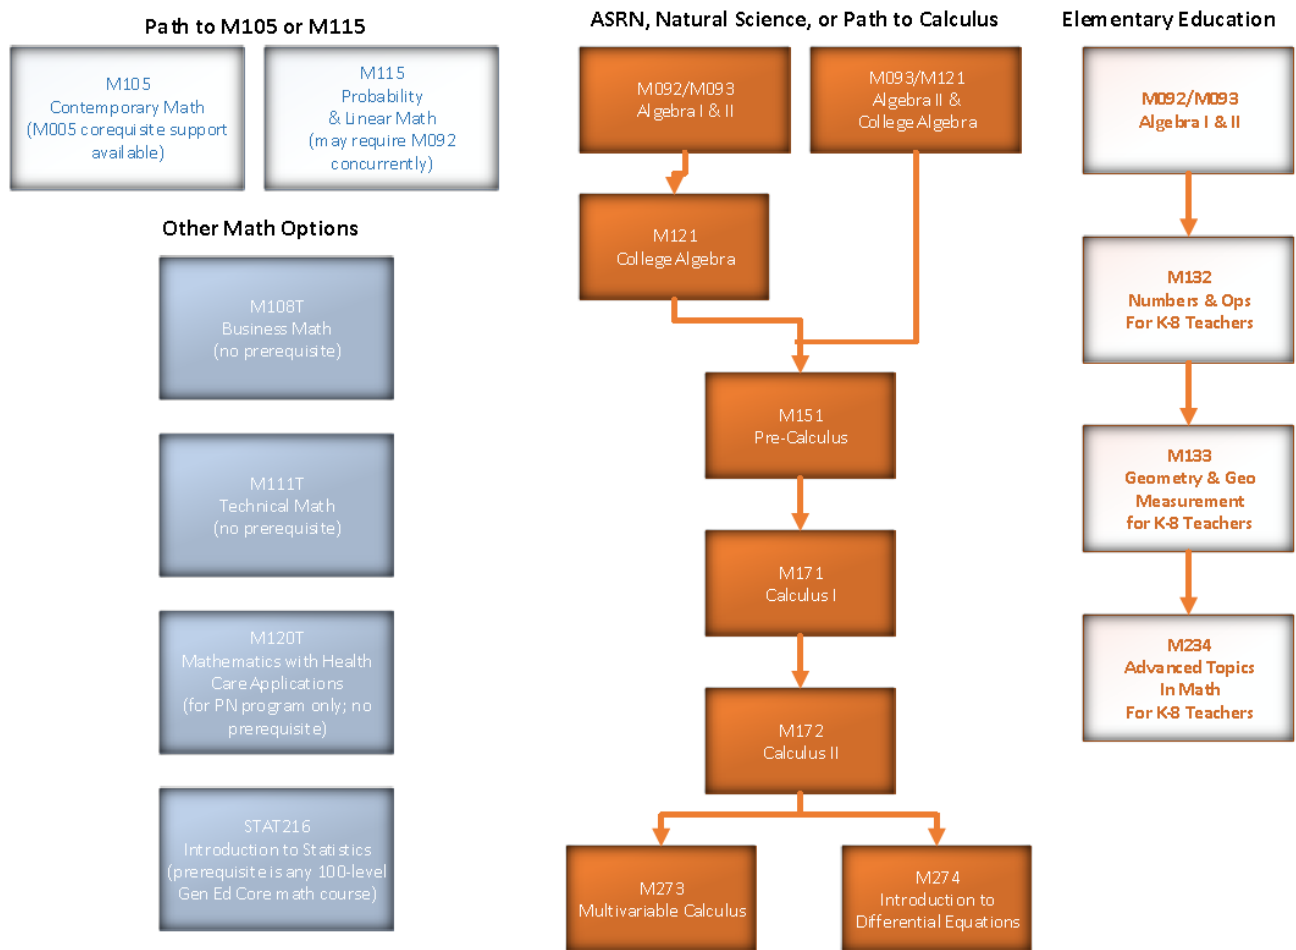 Path to M105 or M115
M105
Contemporary Math
(M005 corequisite support
available)
M115
Probability
& Linear Math
(may require M092
concurrently)
Other Math Options
M108T
Business Math
(no prerequisite)
M111T
Technical Math
(no prerequisite)
M120T
Mathematics with Health
Care Applications
(for PN program only; no
prerequisite)
STAT216
Introduction to Statistics
(prerequisite is any 100-level
Gen Ed Core math course)
ASRN, Natural Science, or Path to Calculus
M092/M093
Algebra I & II
M093/M121
Algebra II &
College Algebra
M121
College Algebra
M151
Pre-Calculus
M171
Calculus I
M172
Calculus II
M273
Multivariable Calculus
M274
Introduction to
Differential Equations
Elementary Education
M092/M093
Algebra I & II
M132
Numbers & Ops
For K-8 Teachers
M133
Geometry & Geo
Measurement
for K-8 Teachers
M234
Advanced Topics
In Math
For K-8 Teachers